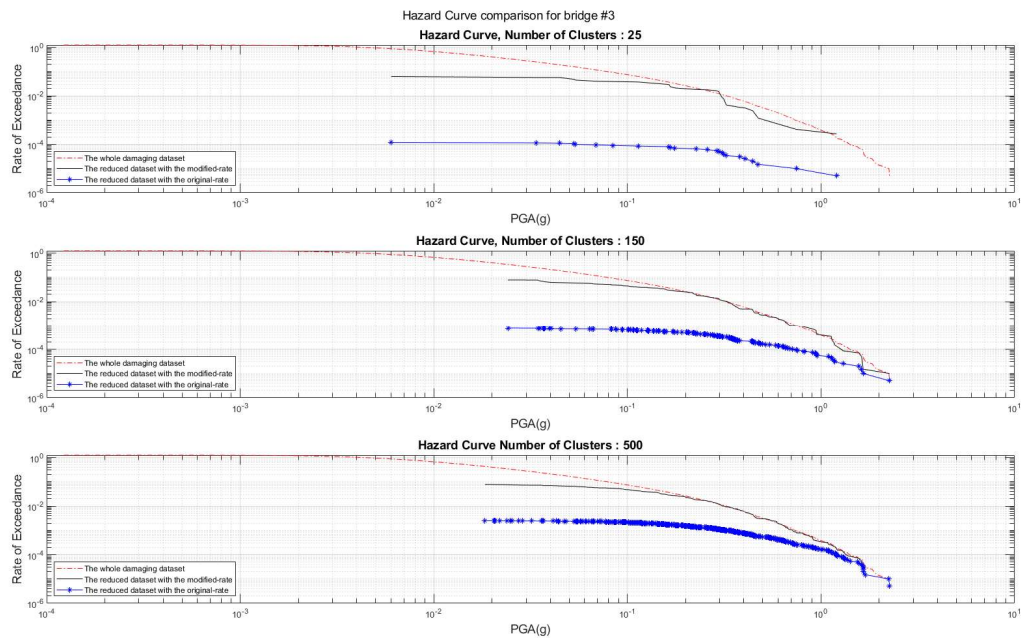 Hazard Curve comparison for bridge #3
Hazard Curve, Number of Clusters : 25
Rate of Exceedance
10^0
10^-2
10^-4
10^-6
The whole damaging dataset
The reduced dataset with the modified-rate
The reduced dataset with the original-rate
10^-4 10^-3 10^-2 10^-1 10^0 10^1
PGA(g)
Hazard Curve, Number of Clusters : 150
Rate of Exceedance
10^0
10^-2
10^-4
10^-6
The whole damaging dataset
The reduced dataset with the modified-rate
The reduced dataset with the original-rate
10^-4 10^-3 10^-2 10^-1 10^0 10^1
PGA(g)
Hazard Curve Number of Clusters : 500
Rate of Exceedance
10^0
10^-2
10^-4
10^-6
The whole damaging dataset
The reduced dataset with the modified-rate
The reduced dataset with the original-rate
10^-4 10^-3 10^-2 10^-1 10^0 10^1
PGA(g)